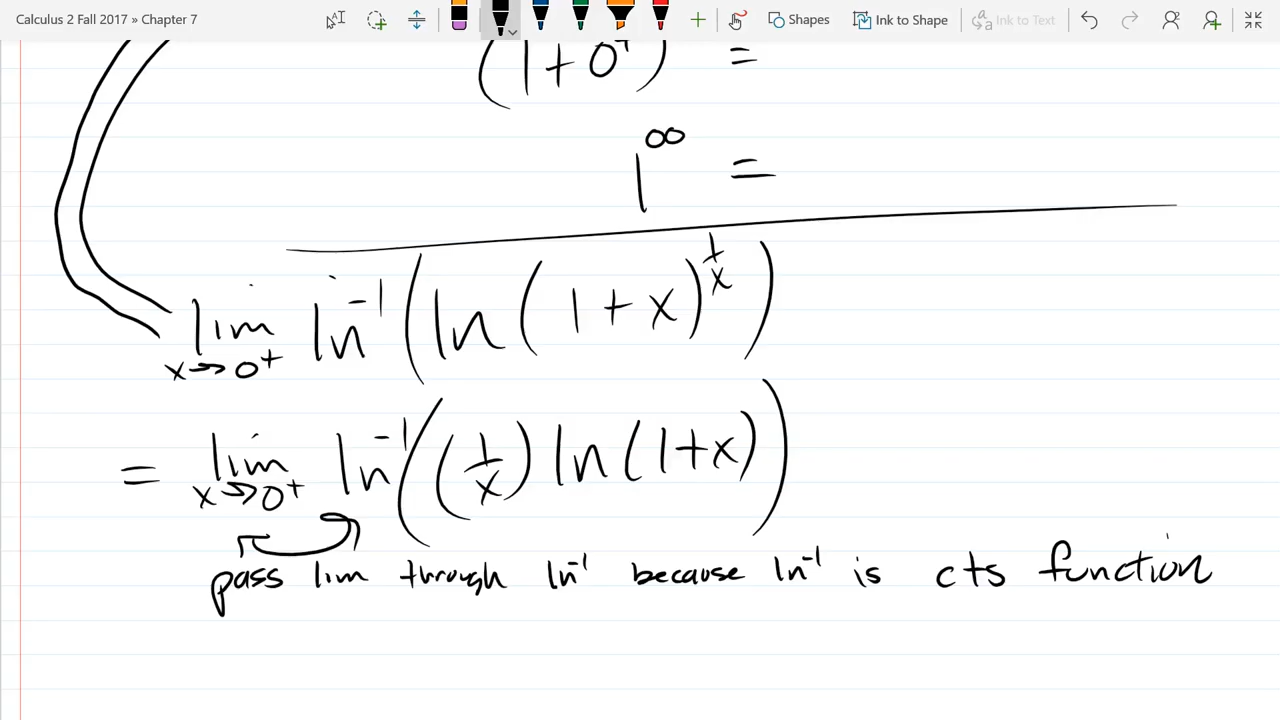 Calculus 2 Fall 2017 » Chapter 7
Shapes Ink to Shape Ink to Text
(1 + 0⁺) =
1^∞ =
lim x→0⁺ ln⁻¹(ln(1+x)^(1/x))
= lim x→0⁺ ln⁻¹((1/x) ln(1+x))
pass lim through ln⁻¹ because ln⁻¹ is cts function